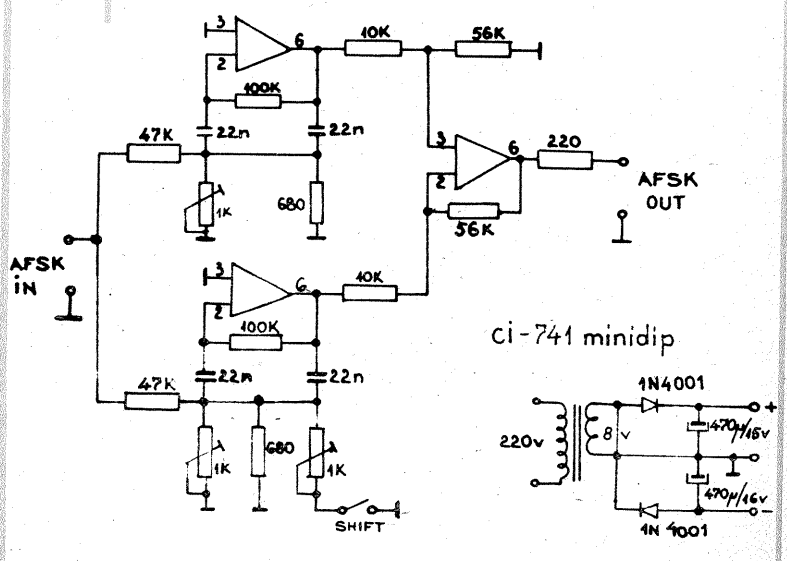 3
6
2
10K
56K
100K
22n
22n
47K
3
6
2
220
1K
680
AFSK
OUT
56K
AFSK
iN
3
6
2
10K
100K
ci-741 minidip
22n
22n
47K
1N4001
+
470µ/16v
220v
8 v
680
1K
1K
470µ/16v
-
SHIFT
1N 4001